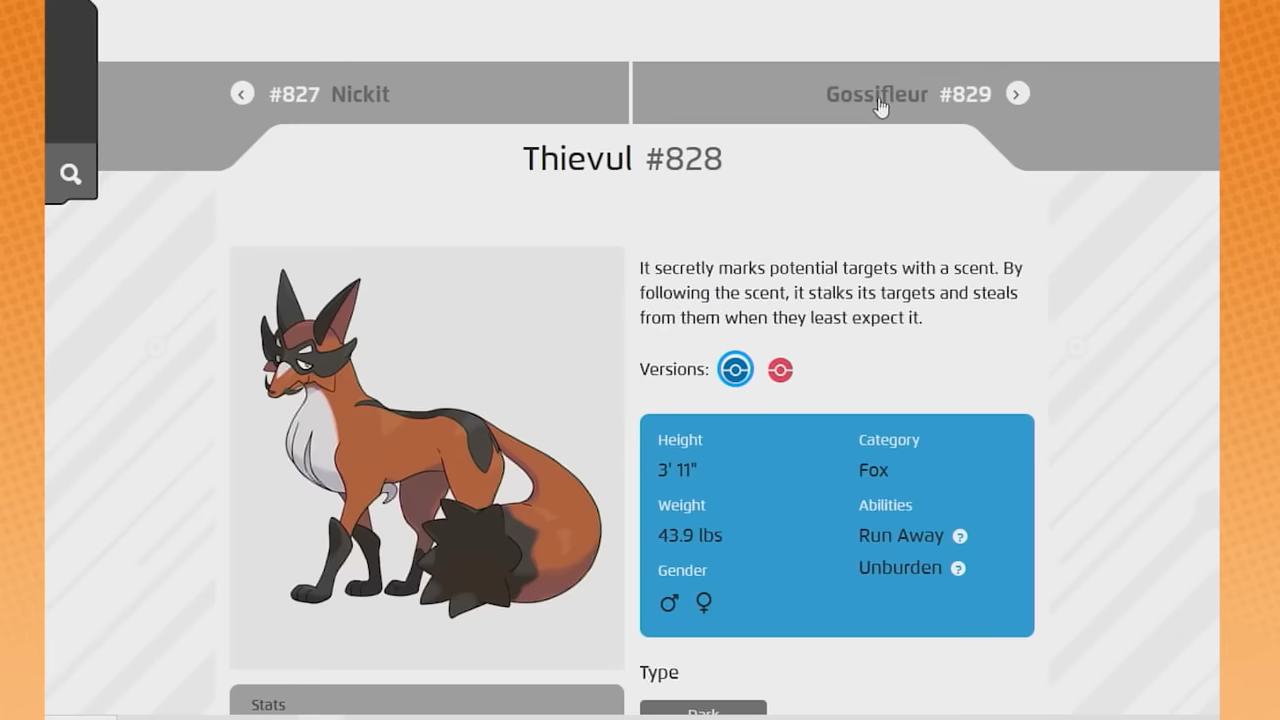 #827 Nickit
Gossifleur #829
Thievul #828
It secretly marks potential targets with a scent. By
following the scent, it stalks its targets and steals
from them when they least expect it.
Versions:
Height
3' 11"
Category
Fox
Weight
43.9 lbs
Abilities
Run Away ?
Unburden ?
Gender
♂ ♀
Type
Dark
Stats